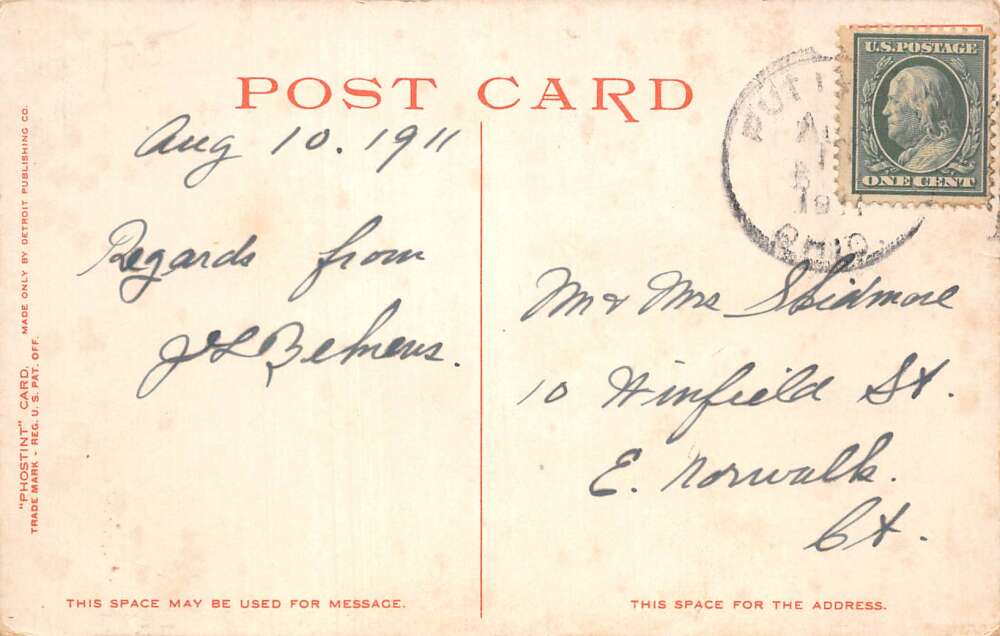 POST CARD
Aug 10. 1911
Regards from
J L Behrens.
U.S. POSTAGE
ONE CENT
OHIO.
Mr & Mrs Skidmore
10 Winfield St.
E. Norwalk.
Ct.
"PHOSTINT" CARD. MADE ONLY BY DETROIT PUBLISHING CO.
TRADE MARK - REG. U. S. PAT. OFF.
THIS SPACE MAY BE USED FOR MESSAGE.
THIS SPACE FOR THE ADDRESS.